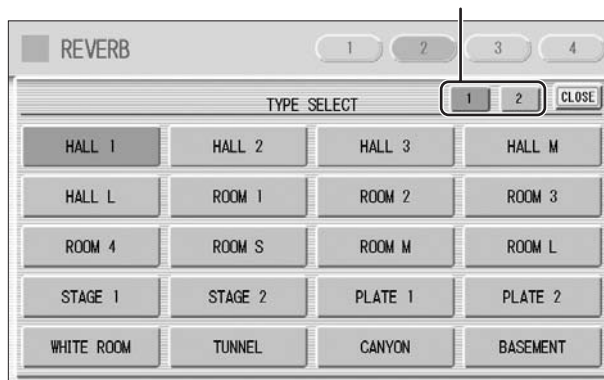 REVERB 1 2 3 4
TYPE SELECT 1 2 CLOSE
HALL 1 HALL 2 HALL 3 HALL M
HALL L ROOM 1 ROOM 2 ROOM 3
ROOM 4 ROOM S ROOM M ROOM L
STAGE 1 STAGE 2 PLATE 1 PLATE 2
WHITE ROOM TUNNEL CANYON BASEMENT